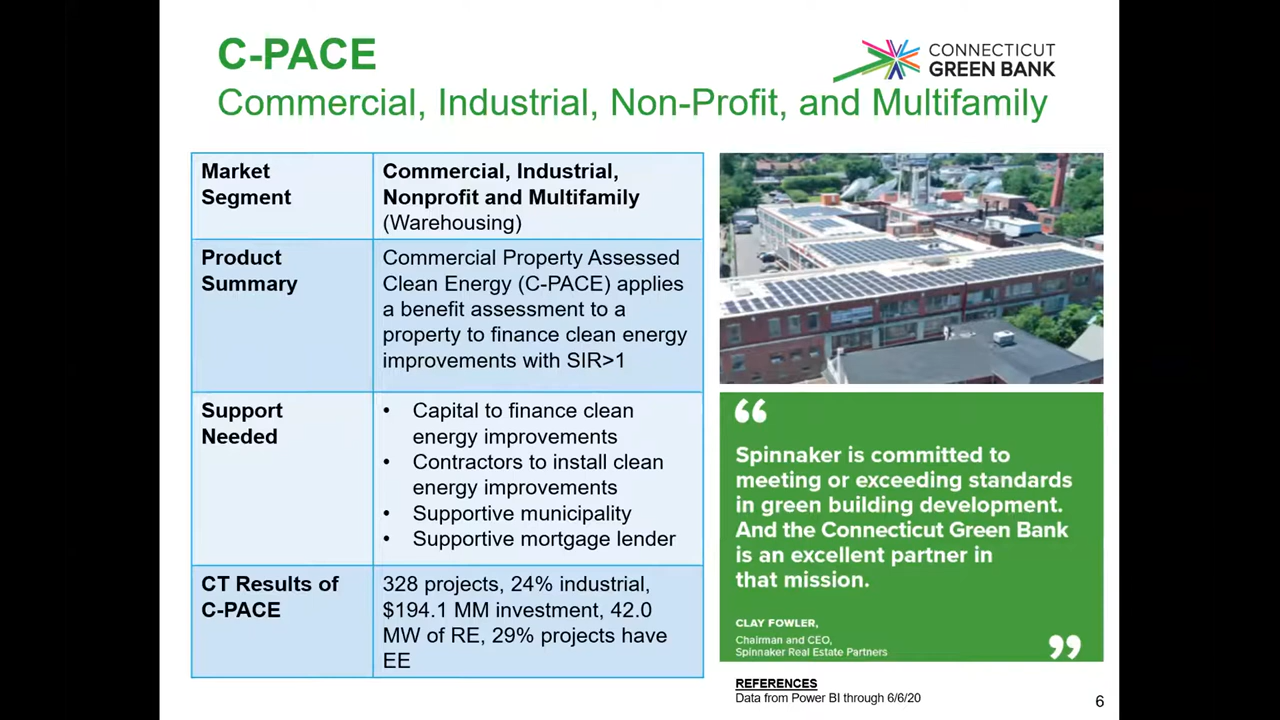 C-PACE
Commercial, Industrial, Non-Profit, and Multifamily
CONNECTICUT
GREEN BANK
Market
Segment
Commercial, Industrial,
Nonprofit and Multifamily
(Warehousing)
Product
Summary
Commercial Property Assessed
Clean Energy (C-PACE) applies
a benefit assessment to a
property to finance clean energy
improvements with SIR>1
Support
Needed
• Capital to finance clean
energy improvements
• Contractors to install clean
energy improvements
• Supportive municipality
• Supportive mortgage lender
CT Results of
C-PACE
328 projects, 24% industrial,
$194.1 MM investment, 42.0
MW of RE, 29% projects have
EE
“
Spinnaker is committed to
meeting or exceeding standards
in green building development.
And the Connecticut Green Bank
is an excellent partner in
that mission.
CLAY FOWLER,
Chairman and CEO,
Spinnaker Real Estate Partners
”
REFERENCES
Data from Power BI through 6/6/20
6